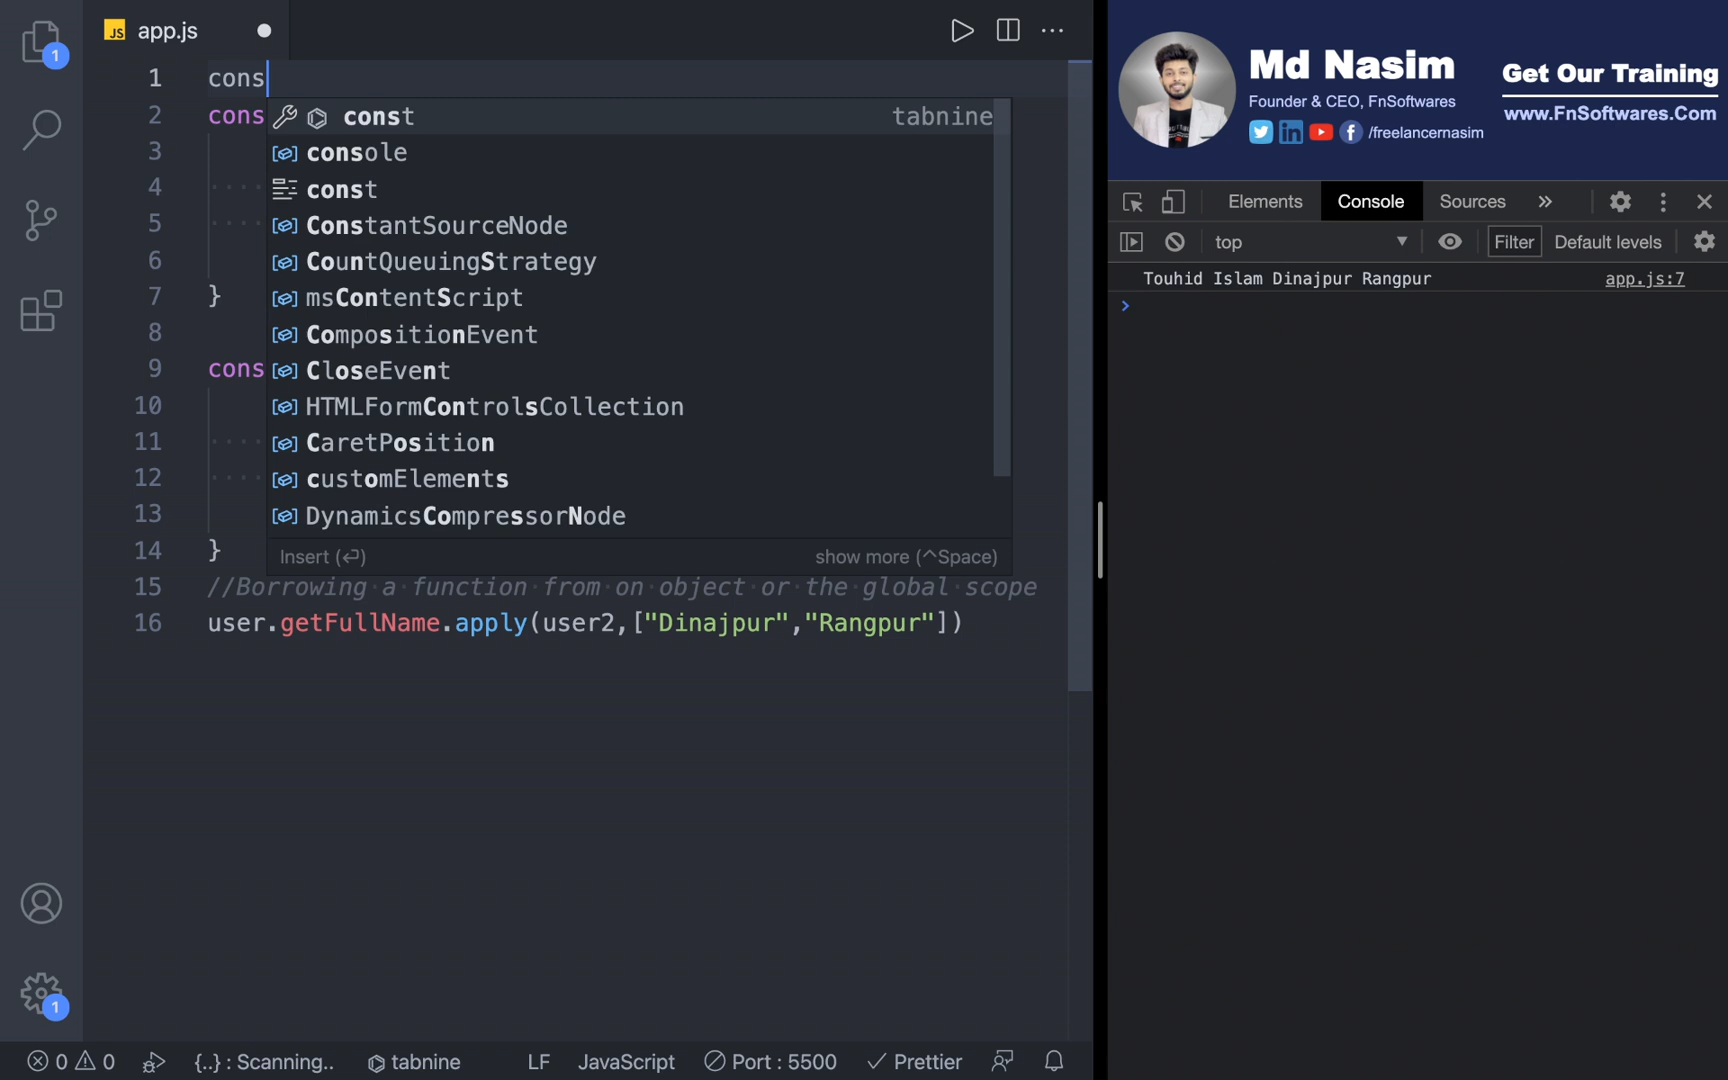 1
JS app.js
Md Nasim
Founder & CEO, FnSoftwares
/freelancernasim
Get Our Training
www.FnSoftwares.Com
1 cons
2 cons
3
4
5
6
7 }
8
9 cons
10
11
12
13
14 }
15 //Borrowing a function from on object or the global scope
16 user.getFullName.apply(user2,["Dinajpur","Rangpur"])
const tabnine
console
const
ConstantSourceNode
CountQueuingStrategy
msContentScript
CompositionEvent
CloseEvent
HTMLFormControlsCollection
CaretPosition
customElements
DynamicsCompressorNode
Insert (⏎) show more (^Space)
Elements Console Sources »
top ▼ Filter Default levels
Touhid Islam Dinajpur Rangpur app.js:7
>
1
0 0 {..} : Scanning.. tabnine LF JavaScript Port : 5500 Prettier